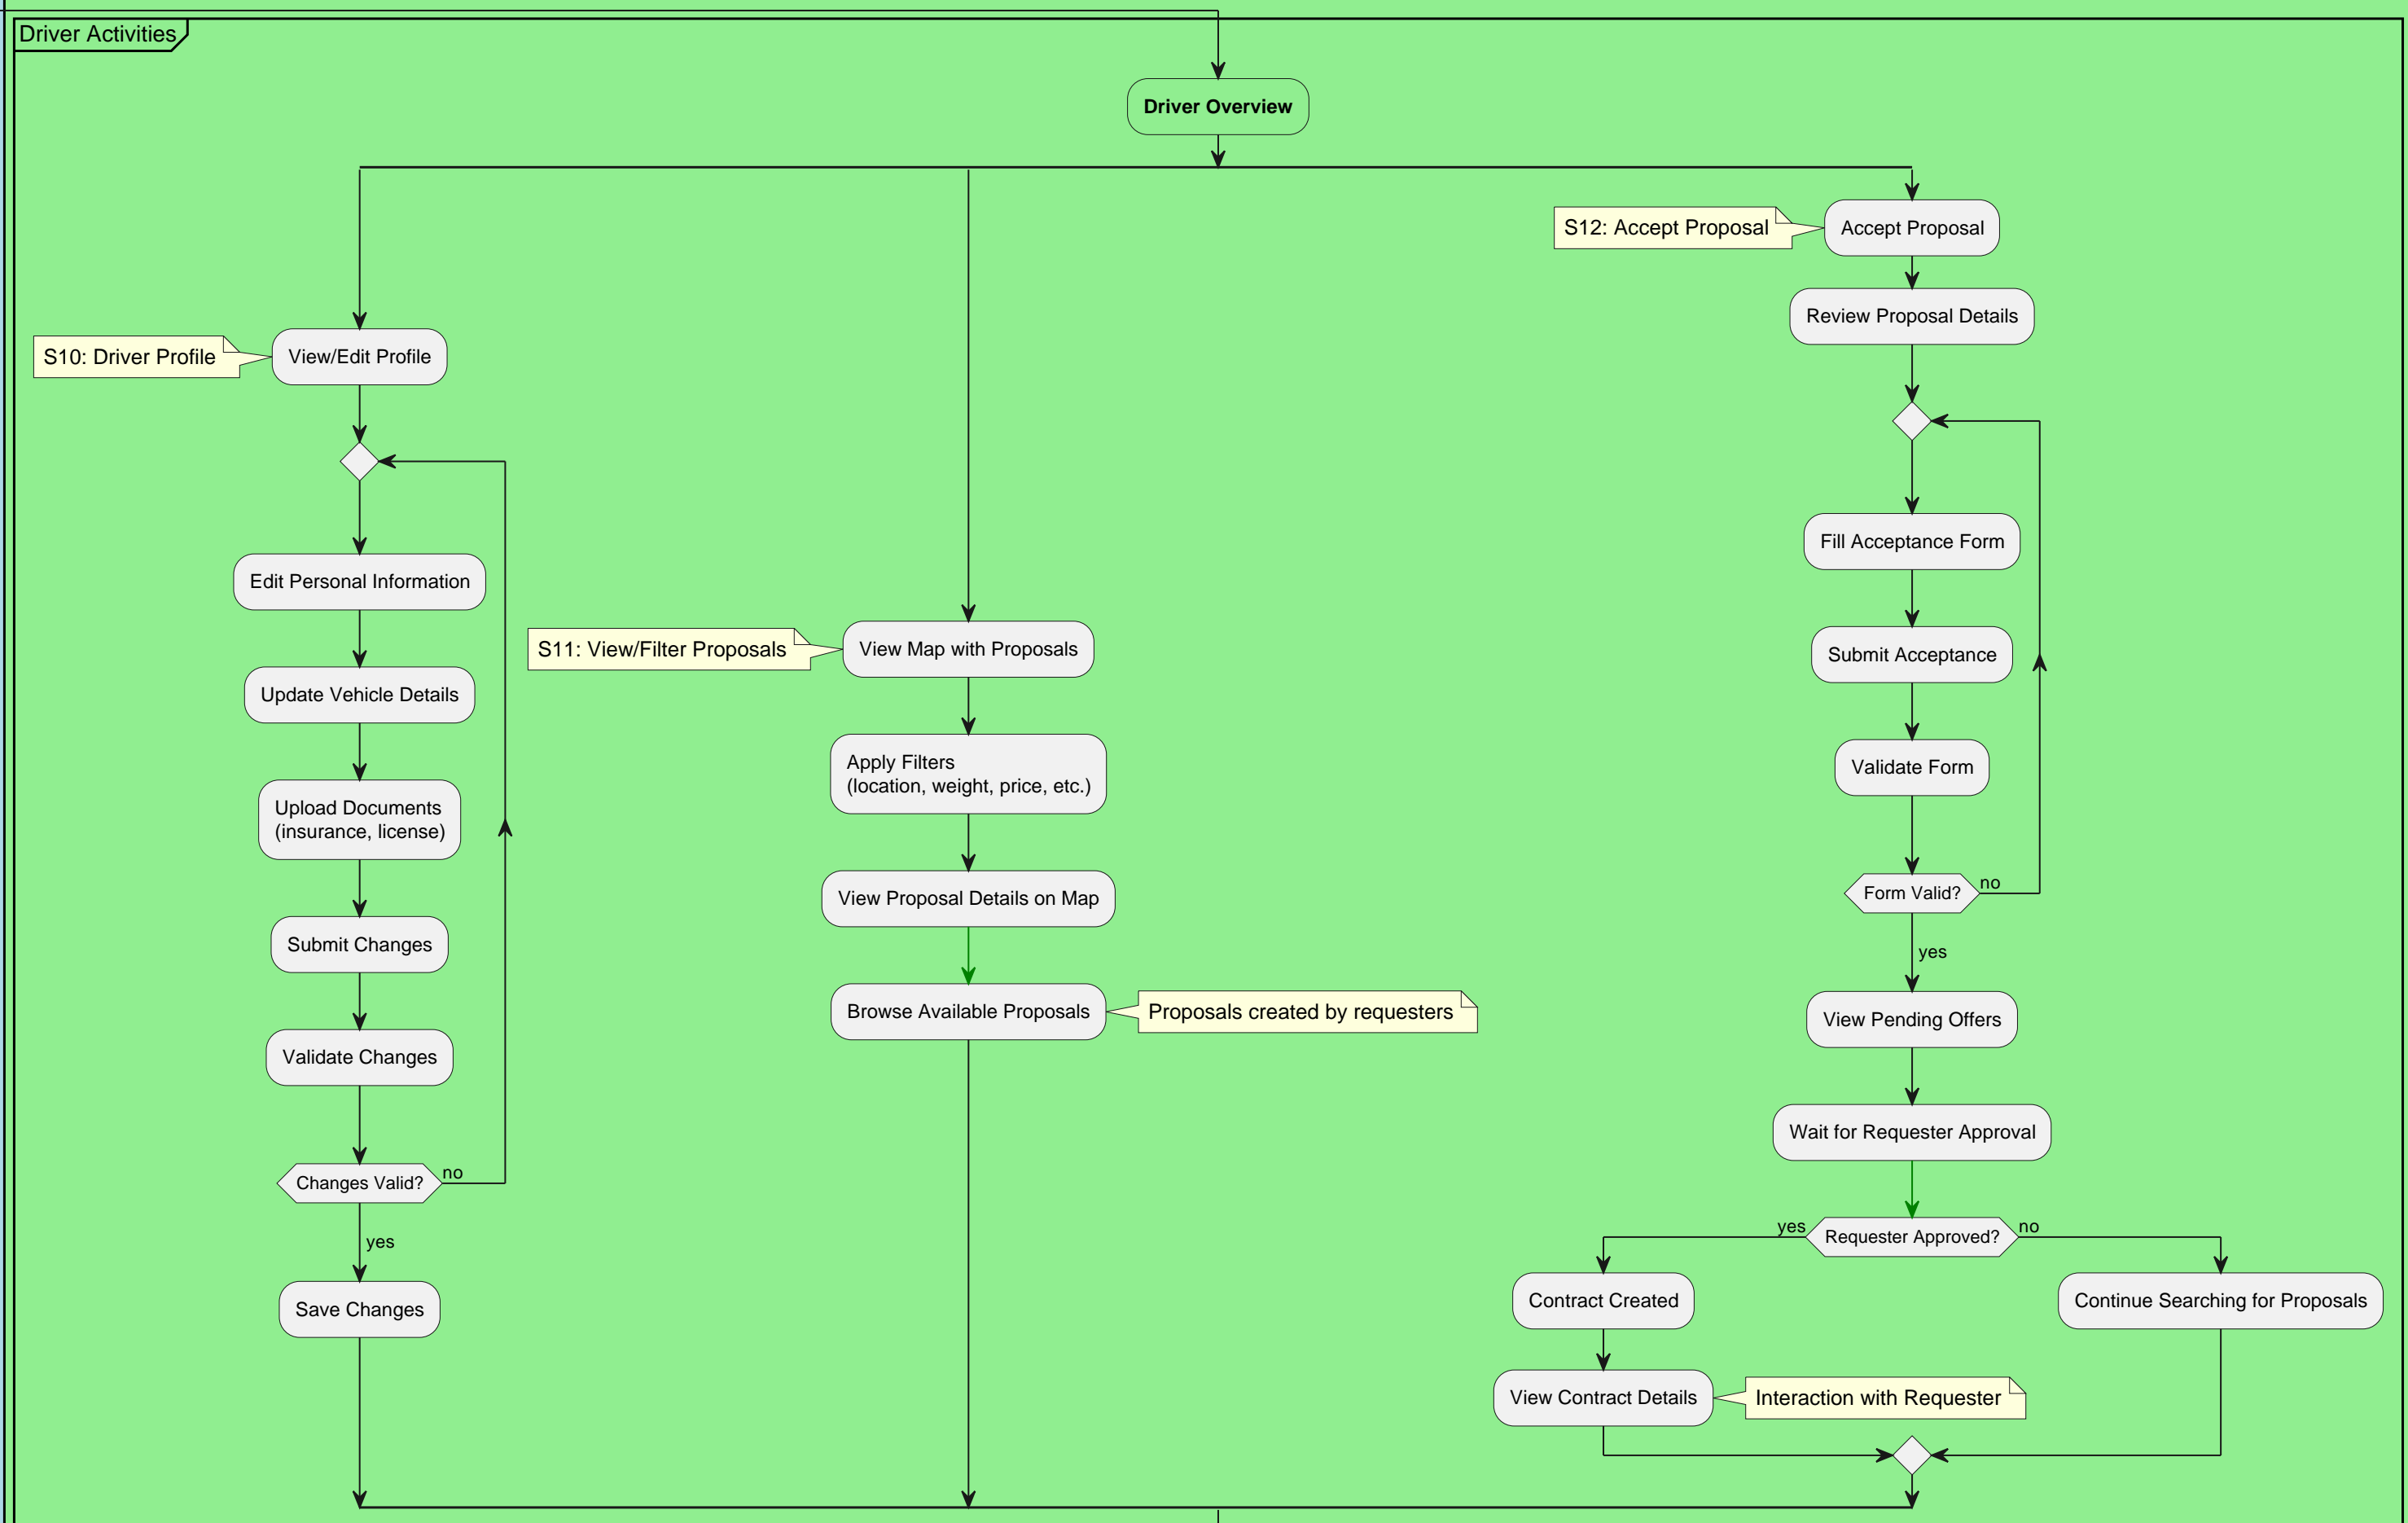 Driver Activities
Driver Overview
S10: Driver Profile
View/Edit Profile
Edit Personal Information
Update Vehicle Details
Upload Documents
(insurance, license)
Submit Changes
Validate Changes
Changes Valid?
no
yes
Save Changes
S11: View/Filter Proposals
View Map with Proposals
Apply Filters
(location, weight, price, etc.)
View Proposal Details on Map
Browse Available Proposals
Proposals created by requesters
S12: Accept Proposal
Accept Proposal
Review Proposal Details
Fill Acceptance Form
Submit Acceptance
Validate Form
Form Valid?
no
yes
View Pending Offers
Wait for Requester Approval
yes
Requester Approved?
no
Contract Created
Continue Searching for Proposals
View Contract Details
Interaction with Requester